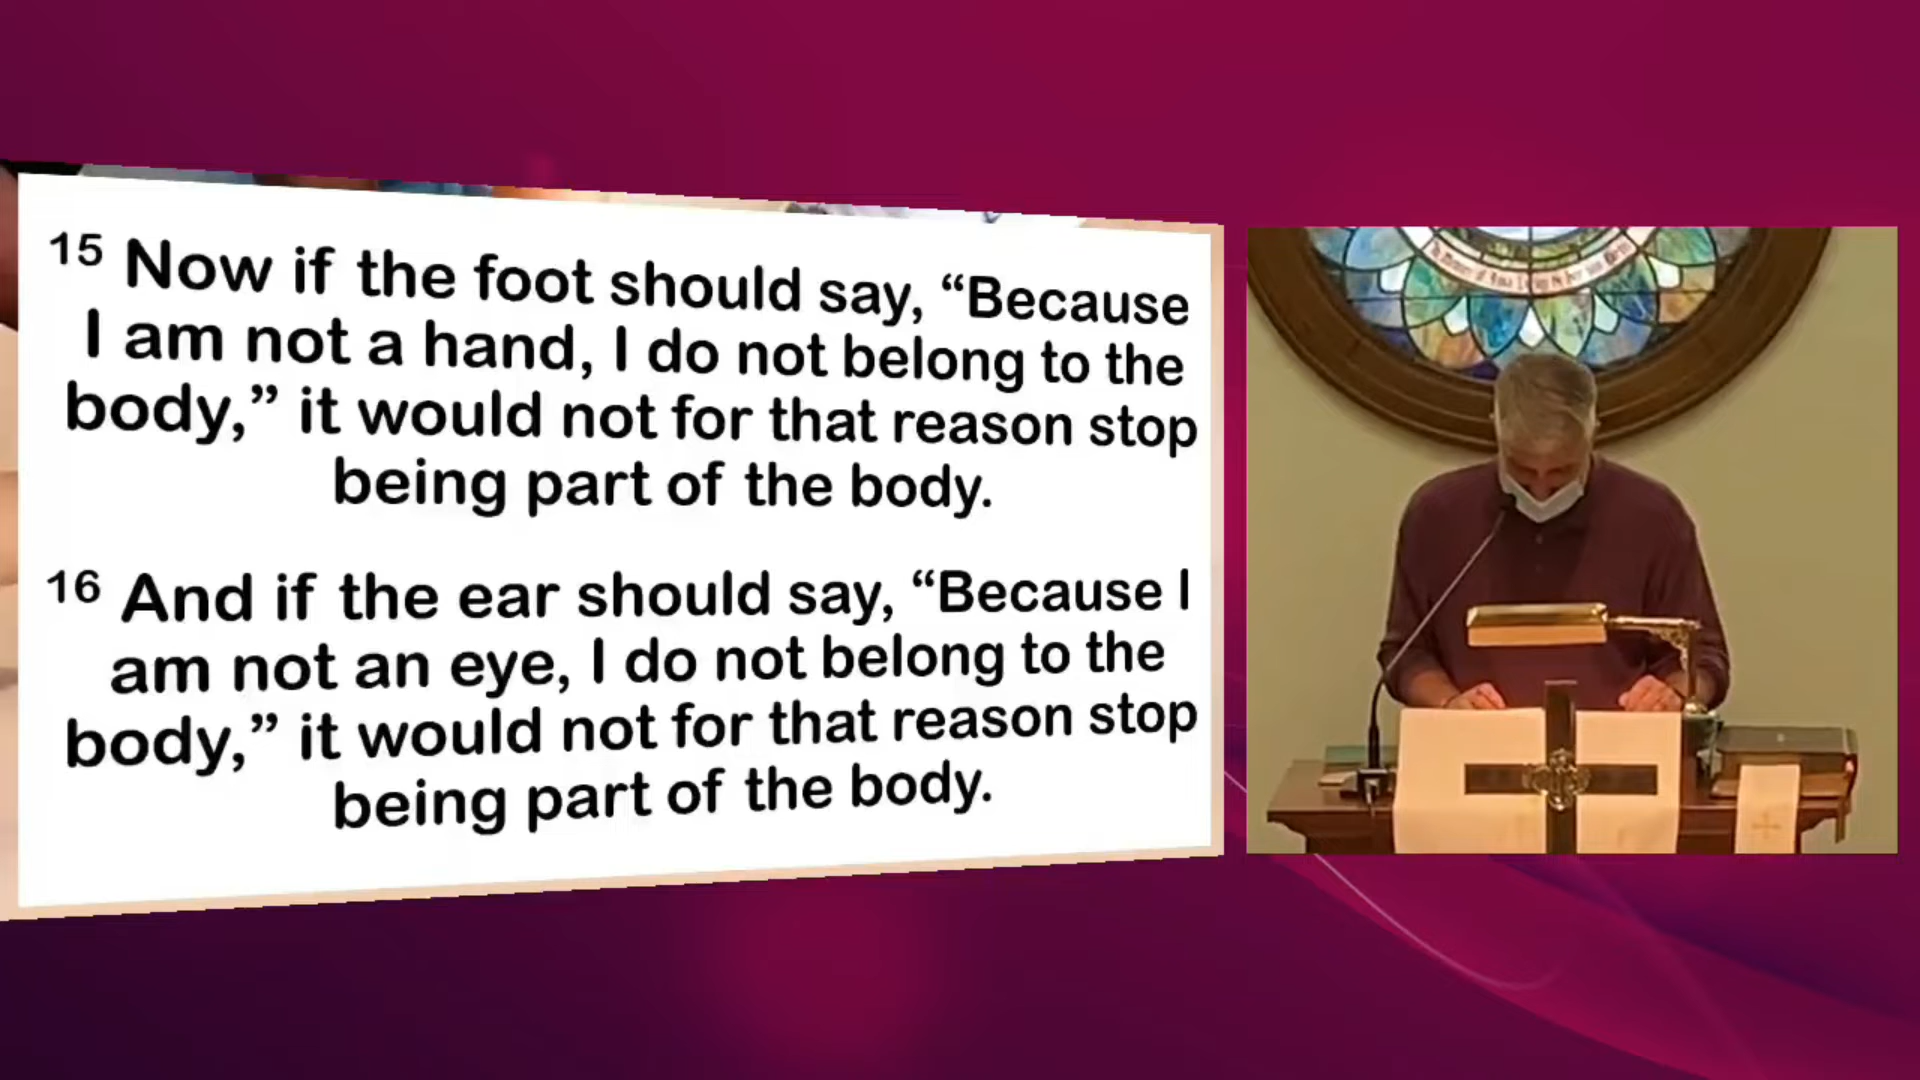 15 Now if the foot should say, “Because
I am not a hand, I do not belong to the
body,” it would not for that reason stop
being part of the body.
16 And if the ear should say, “Because I
am not an eye, I do not belong to the
body,” it would not for that reason stop
being part of the body.